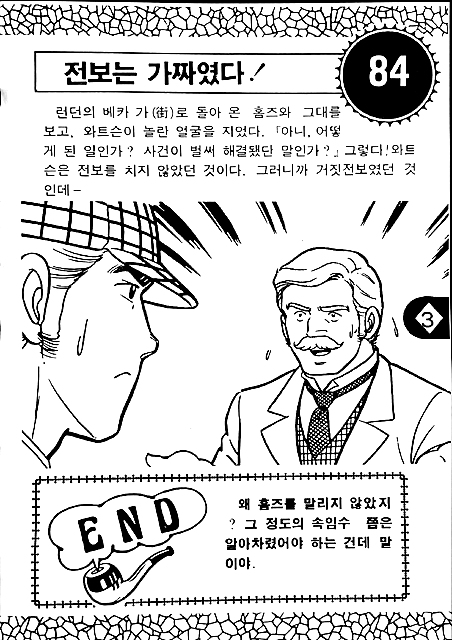 전보는 가짜였다!
84
런던의 베카 가(街)로 돌아 온 홈즈와 그대를
보고, 와트슨이 놀란 얼굴을 지었다. 「아니, 어떻
게 된 일인가? 사건이 벌써 해결됐단 말인가?」 그렇다! 와트
슨은 전보를 치지 않았던 것이다. 그러니까 거짓전보였던 것
인데 –
3
END
왜 홈즈를 말리지 않았지
? 그 정도의 속임수 쯤은
알아차렸어야 하는 건데 말
이야.